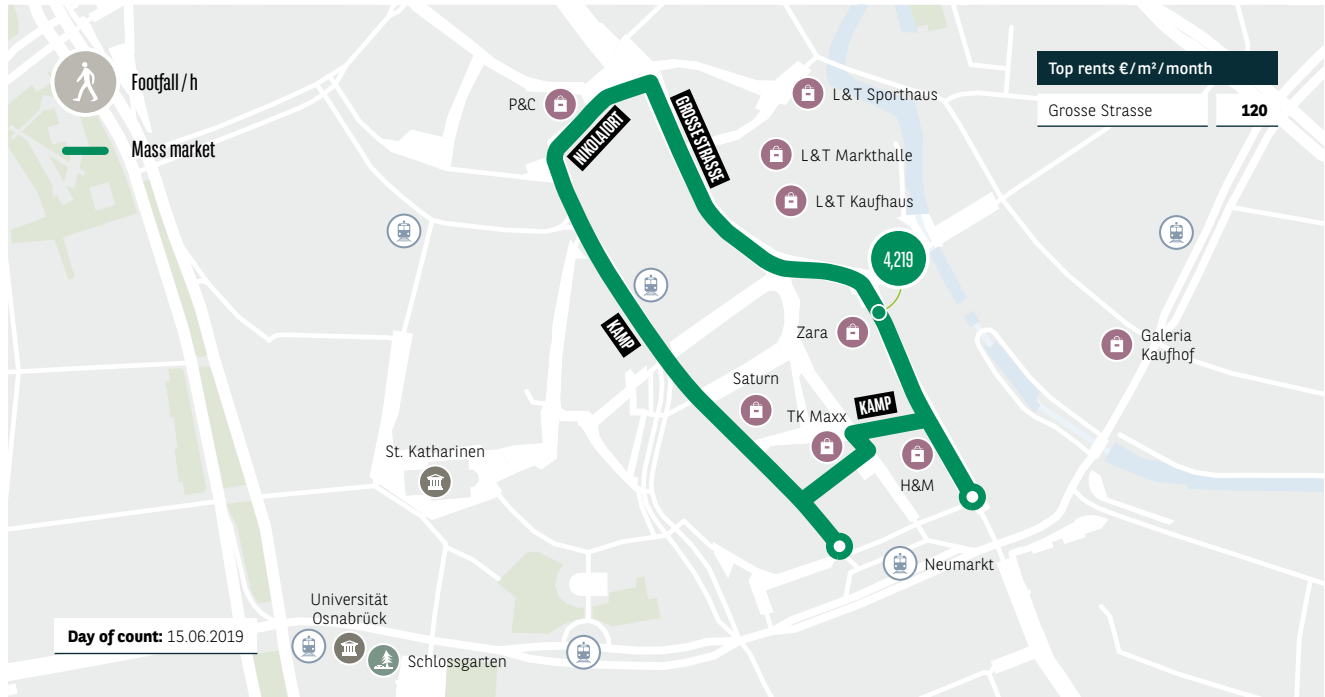 Footfall / h
Mass market
Top rents €/m²/month
Grosse Strasse 120
P&C
NIKOLAIORT
GROSSE STRASSE
L&T Sporthaus
L&T Markthalle
L&T Kaufhaus
4,219
Zara
KAMP
Galeria
Kaufhof
Saturn
TK Maxx
KAMP
H&M
St. Katharinen
Neumarkt
Universität
Osnabrück
Schlossgarten
Day of count: 15.06.2019